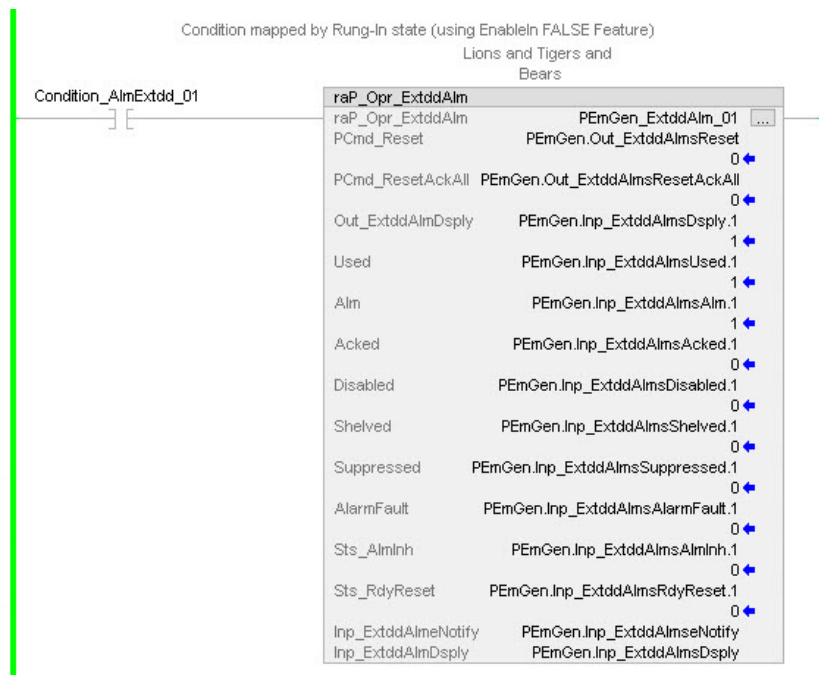 Condition mapped by Rung-In state (using EnableIn FALSE Feature)
Lions and Tigers and
Bears
Condition_AlmExtdd_01
raP_Opr_ExtddAlm
raP_Opr_ExtddAlm PEmGen_ExtddAlm_01 ...
PCmd_Reset PEmGen.Out_ExtddAlmsReset
0
PCmd_ResetAckAll PEmGen.Out_ExtddAlmsResetAckAll
0
Out_ExtddAlmDsply PEmGen.Inp_ExtddAlmsDsply.1
1
Used PEmGen.Inp_ExtddAlmsUsed.1
1
Alm PEmGen.Inp_ExtddAlmsAlm.1
1
Acked PEmGen.Inp_ExtddAlmsAcked.1
0
Disabled PEmGen.Inp_ExtddAlmsDisabled.1
0
Shelved PEmGen.Inp_ExtddAlmsShelved.1
0
Suppressed PEmGen.Inp_ExtddAlmsSuppressed.1
0
AlarmFault PEmGen.Inp_ExtddAlmsAlarmFault.1
0
Sts_AlmInh PEmGen.Inp_ExtddAlmsAlmInh.1
0
Sts_RdyReset PEmGen.Inp_ExtddAlmsRdyReset.1
0
Inp_ExtddAlmeNotify PEmGen.Inp_ExtddAlmseNotify
Inp_ExtddAlmDsply PEmGen.Inp_ExtddAlmsDsply